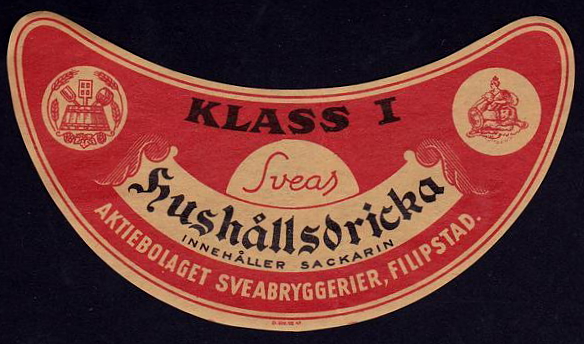 KLASS I
Sveas
Hushållsdricka
INNEHÅLLER SACKARIN
AKTIEBOLAGET SVEABRYGGERIER, FILIPSTAD.